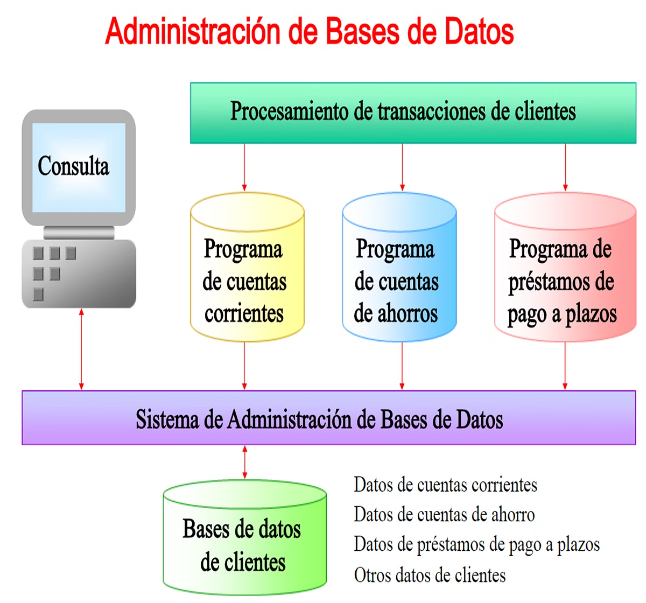 Administración de Bases de Datos
Procesamiento de transacciones de clientes
Consulta
Programa
de cuentas
corrientes
Programa
de cuentas
de ahorros
Programa de
préstamos de
pago a plazos
Sistema de Administración de Bases de Datos
Bases de datos
de clientes
Datos de cuentas corrientes
Datos de cuentas de ahorro
Datos de préstamos de pago a plazos
Otros datos de clientes